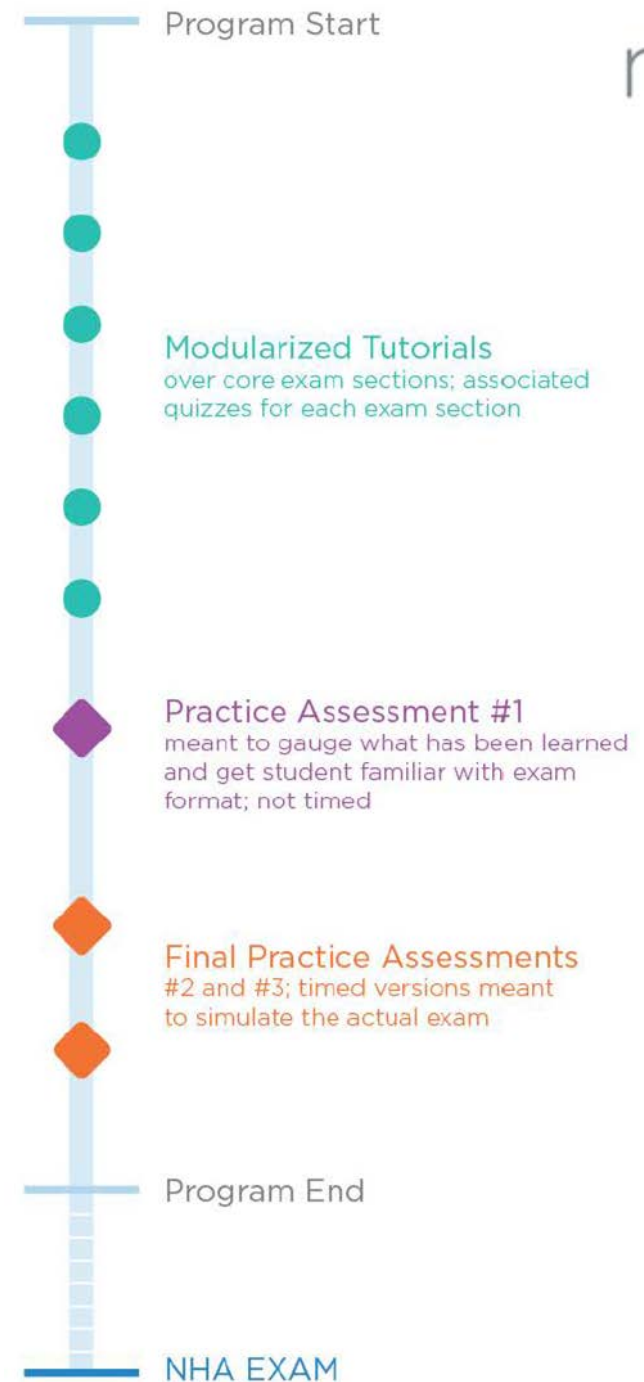 Program Start
Modularized Tutorials
over core exam sections; associated
quizzes for each exam section
Practice Assessment #1
meant to gauge what has been learned
and get student familiar with exam
format; not timed
Final Practice Assessments
#2 and #3; timed versions meant
to simulate the actual exam
Program End
NHA EXAM